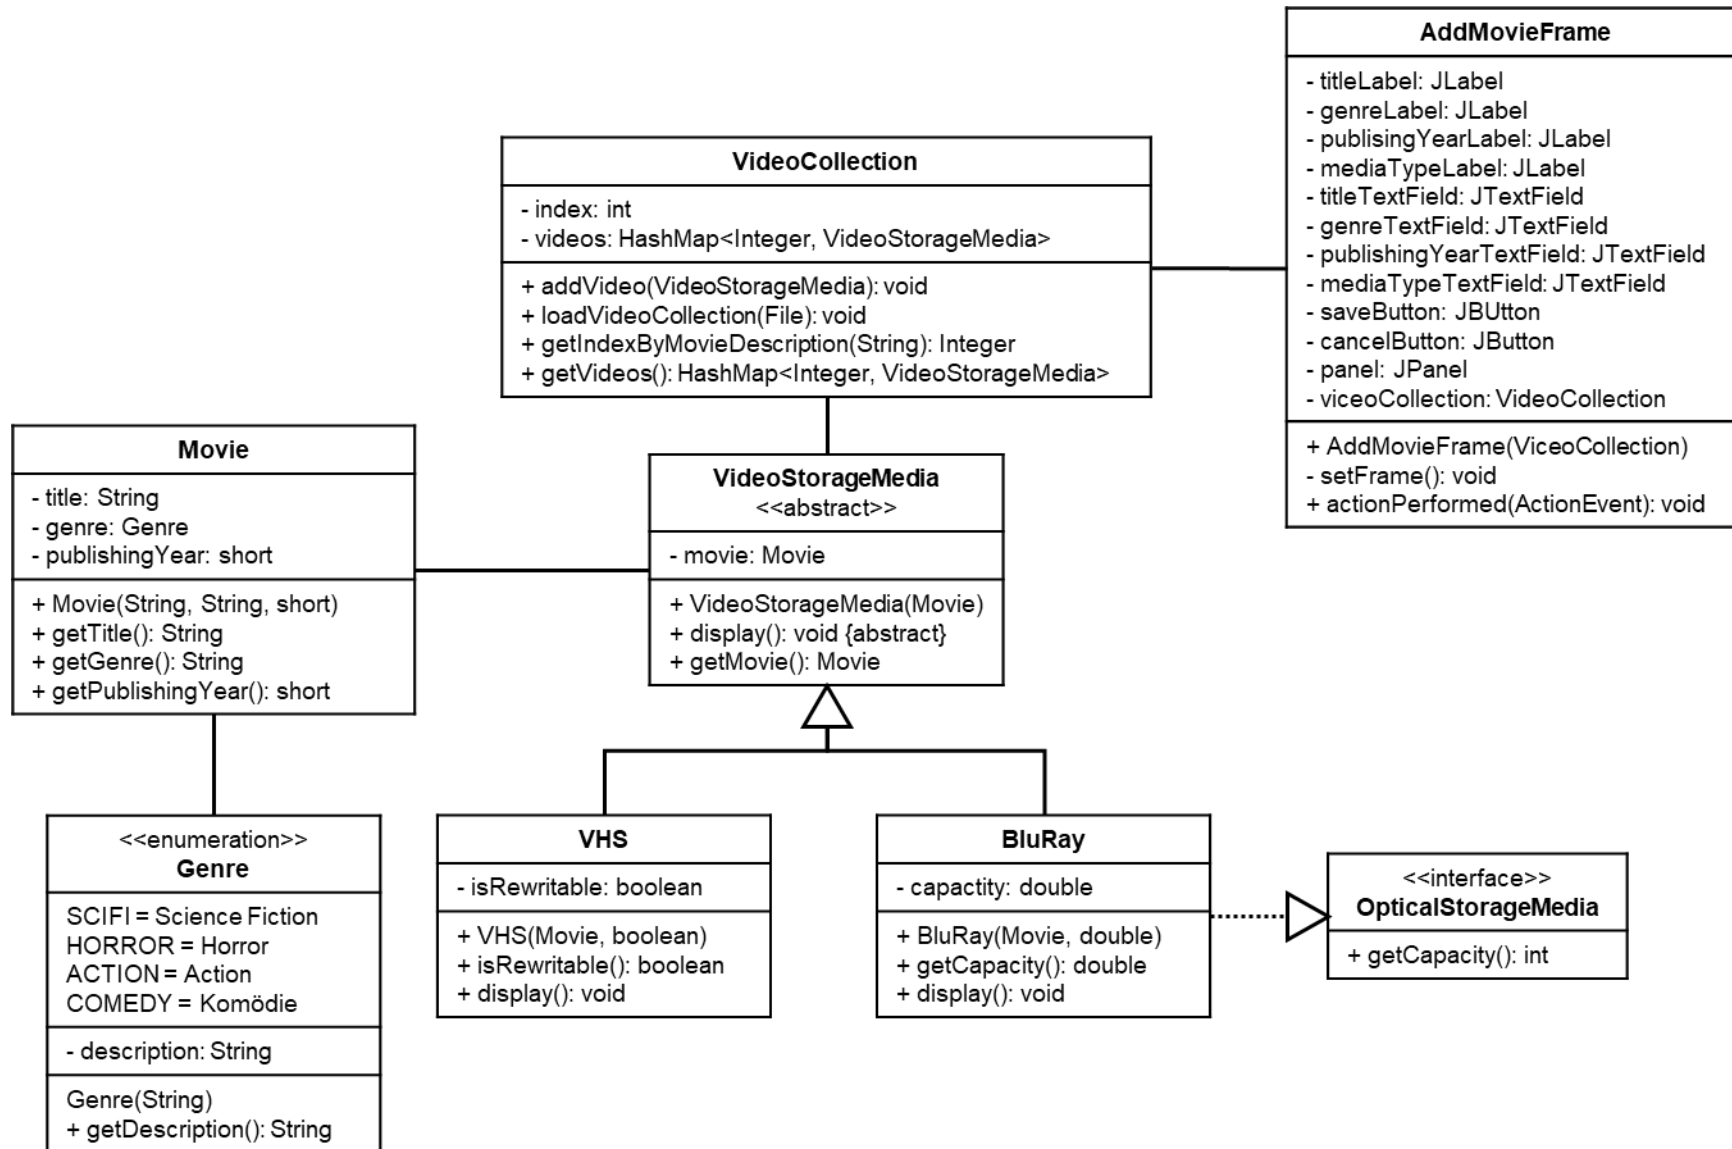 AddMovieFrame
- titleLabel: JLabel
- genreLabel: JLabel
- publisingYearLabel: JLabel
- mediaTypeLabel: JLabel
- titleTextField: JTextField
- genreTextField: JTextField
- publishingYearTextField: JTextField
- mediaTypeTextField: JTextField
- saveButton: JBUtton
- cancelButton: JButton
- panel: JPanel
- viceoCollection: VideoCollection
+ AddMovieFrame(ViceoCollection)
- setFrame(): void
+ actionPerformed(ActionEvent): void
VideoCollection
- index: int
- videos: HashMap<Integer, VideoStorageMedia>
+ addVideo(VideoStorageMedia): void
+ loadVideoCollection(File): void
+ getIndexByMovieDescription(String): Integer
+ getVideos(): HashMap<Integer, VideoStorageMedia>
Movie
- title: String
- genre: Genre
- publishingYear: short
+ Movie(String, String, short)
+ getTitle(): String
+ getGenre(): String
+ getPublishingYear(): short
VideoStorageMedia
<<abstract>>
- movie: Movie
+ VideoStorageMedia(Movie)
+ display(): void {abstract}
+ getMovie(): Movie
<<enumeration>>
Genre
SCIFI = Science Fiction
HORROR = Horror
ACTION = Action
COMEDY = Komödie
- description: String
Genre(String)
+ getDescription(): String
VHS
- isRewritable: boolean
+ VHS(Movie, boolean)
+ isRewritable(): boolean
+ display(): void
BluRay
- capactity: double
+ BluRay(Movie, double)
+ getCapacity(): double
+ display(): void
<<interface>>
OpticalStorageMedia
+ getCapacity(): int